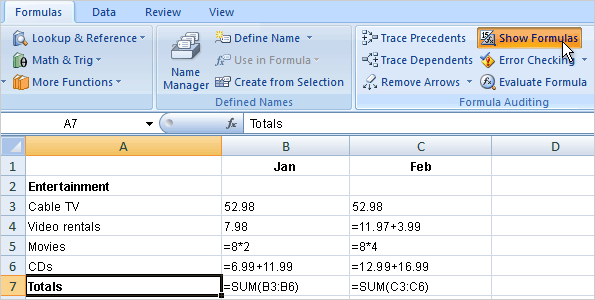 Formulas Data Review View
Lookup & Reference Define Name Trace Precedents Show Formulas
Math & Trig Name Manager Use in Formula Trace Dependents Error Checking
More Functions Create from Selection Remove Arrows Evaluate Formula
Defined Names Formula Auditing
A7 fx Totals
A B C D
1 Jan Feb
2 Entertainment
3 Cable TV 52.98 52.98
4 Video rentals 7.98 =11.97+3.99
5 Movies =8*2 =8*4
6 CDs =6.99+11.99 =12.99+16.99
7 Totals =SUM(B3:B6) =SUM(C3:C6)